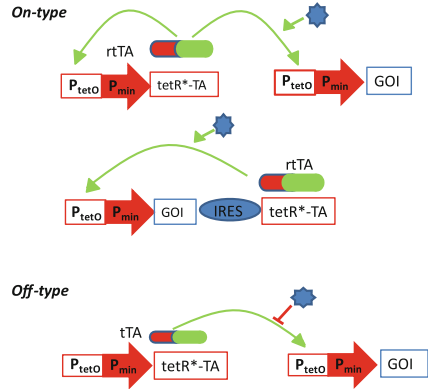 On-type
rtTA
PtetO Pmin tetR*-TA PtetO Pmin GOI
rtTA
PtetO Pmin GOI IRES tetR*-TA
Off-type
tTA
PtetO Pmin tetR*-TA PtetO Pmin GOI